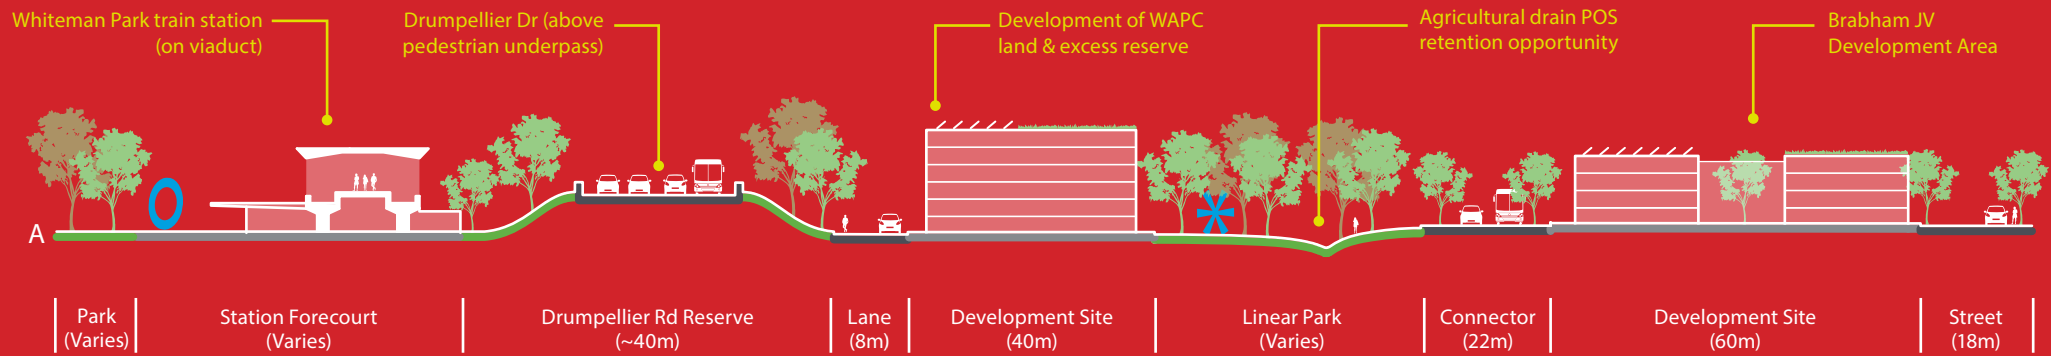 Whiteman Park train station
(on viaduct)
Drumpellier Dr (above
pedestrian underpass)
Development of WAPC
land & excess reserve
Agricultural drain POS
retention opportunity
Brabham JV
Development Area
A
Park
(Varies)
Station Forecourt
(Varies)
Drumpellier Rd Reserve
(~40m)
Lane
(8m)
Development Site
(40m)
Linear Park
(Varies)
Connector
(22m)
Development Site
(60m)
Street
(18m)